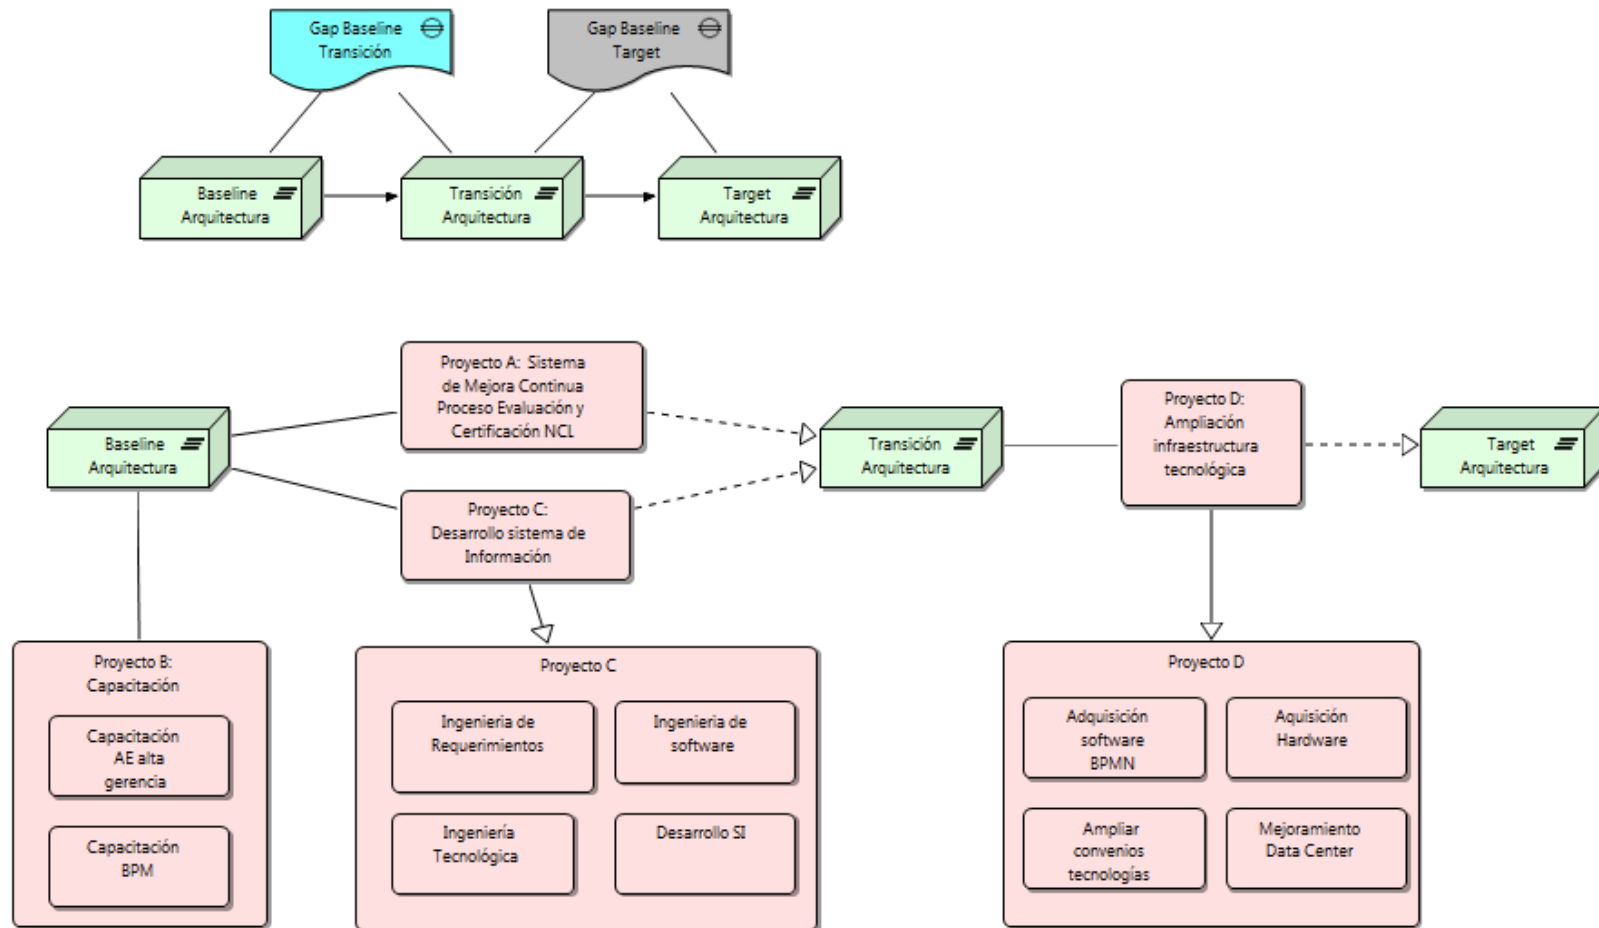 Gap Baseline
Transición
Gap Baseline
Target
Baseline
Arquitectura
Transición
Arquitectura
Target
Arquitectura
Proyecto A:  Sistema
de Mejora Continua
Proceso Evaluación y
Certificación NCL
Proyecto D:
Ampliación
infraestructura
tecnológica
Baseline
Arquitectura
Transición
Arquitectura
Target
Arquitectura
Proyecto C:
Desarrollo sistema de
Información
Proyecto B:
Capacitación
Capacitación
AE alta
gerencia
Capacitación
BPM
Proyecto C
Ingenieria de
Requerimientos
Ingenieria de
software
Ingeniería
Tecnológica
Desarrollo SI
Proyecto D
Adquisición
software
BPMN
Aquisición
Hardware
Ampliar
convenios
tecnologías
Mejoramiento
Data Center